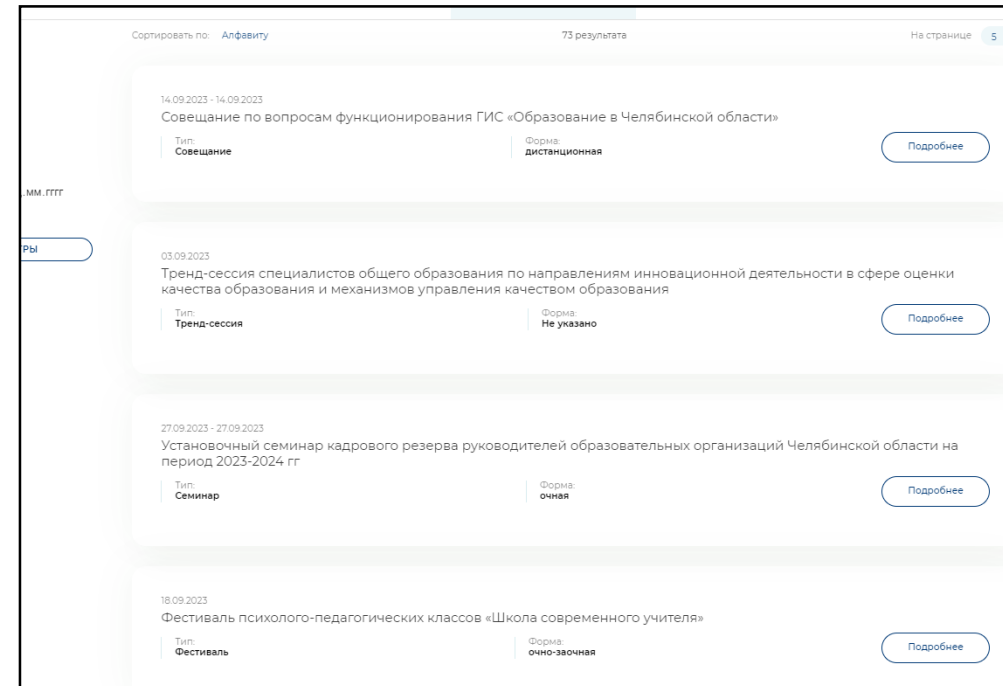 Сортировать по: Алфавиту 73 результата На странице 5
14.09.2023 - 14.09.2023
Совещание по вопросам функционирования ГИС «Образование в Челябинской области»
Тип: Форма:
Совещание дистанционная
Подробнее
.мм.гггг
РЫ
03.09.2023
Тренд-сессия специалистов общего образования по направлениям инновационной деятельности в сфере оценки
качества образования и механизмов управления качеством образования
Тип: Форма:
Тренд-сессия Не указано
Подробнее
27.09.2023 - 27.09.2023
Установочный семинар кадрового резерва руководителей образовательных организаций Челябинской области на
период 2023-2024 гг
Тип: Форма:
Семинар очная
Подробнее
18.09.2023
Фестиваль психолого-педагогических классов «Школа современного учителя»
Тип: Форма:
Фестиваль очно-заочная
Подробнее